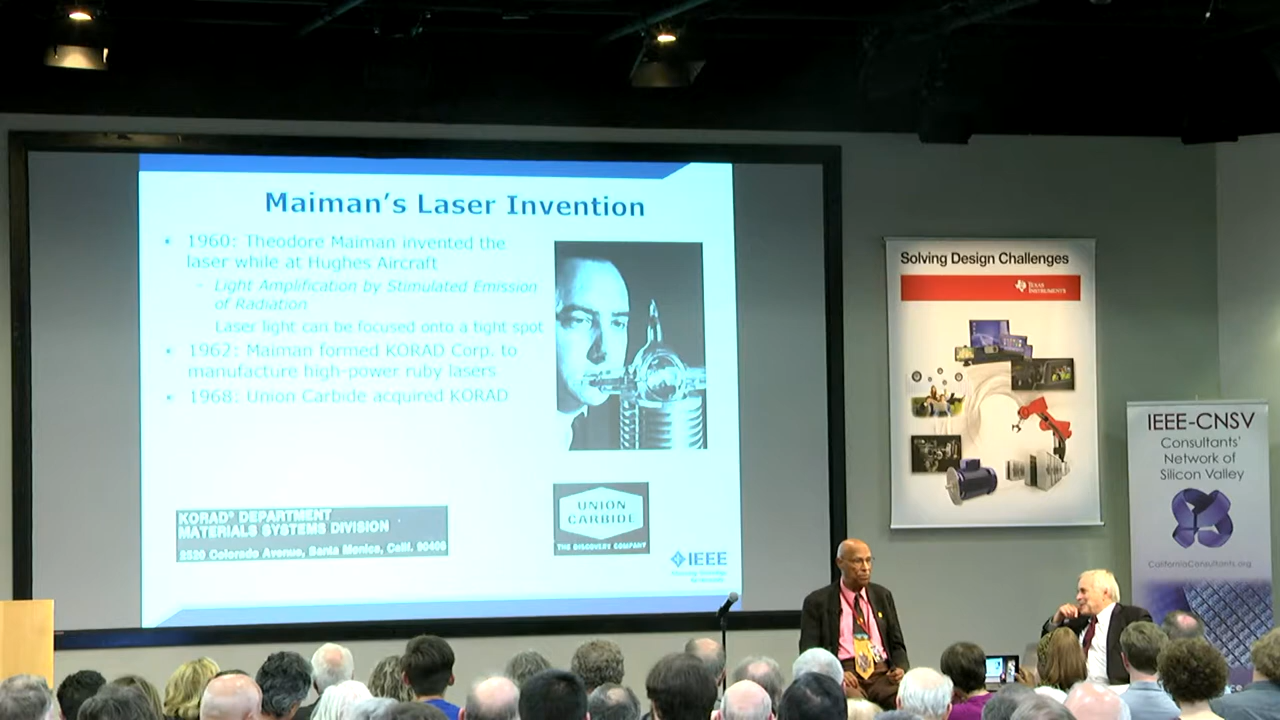 Maiman's Laser Invention
1960: Theodore Maiman invented the
laser while at Hughes Aircraft
Light Amplification by Stimulated Emission
of Radiation
Laser light can be focused onto a tight spot
1962: Maiman formed KORAD Corp. to
manufacture high-power ruby lasers
1968: Union Carbide acquired KORAD
KORAD® DEPARTMENT
MATERIALS SYSTEMS DIVISION
2520 Colorado Avenue, Santa Monica, Calif. 90406
UNION
CARBIDE
THE DISCOVERY COMPANY
IEEE
Solving Design Challenges
TEXAS
INSTRUMENTS
IEEE-CNSV
Consultants'
Network of
Silicon Valley
CaliforniaConsultants.org